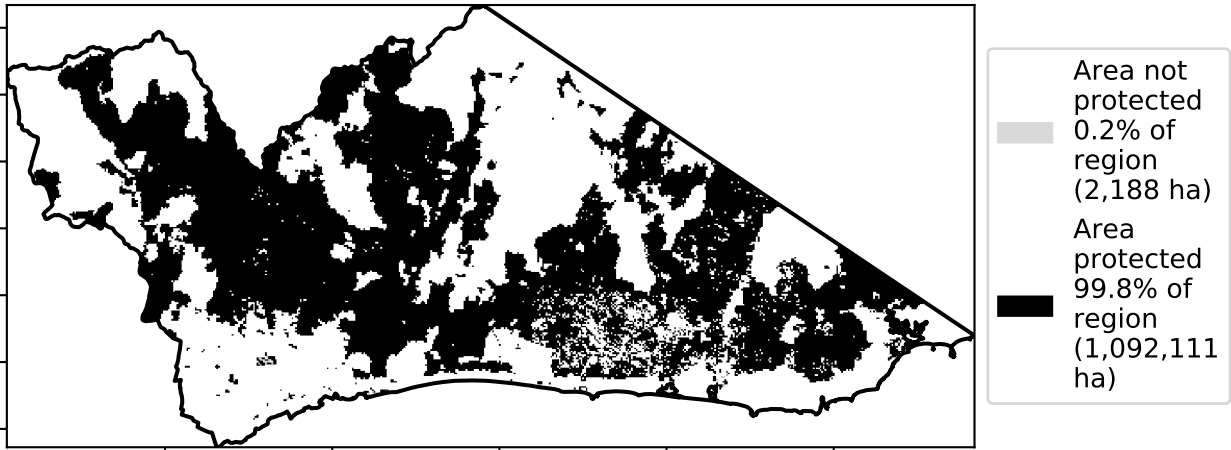 Area not
protected
0.2% of
region
(2,188 ha)
Area
protected
99.8% of
region
(1,092,111
ha)